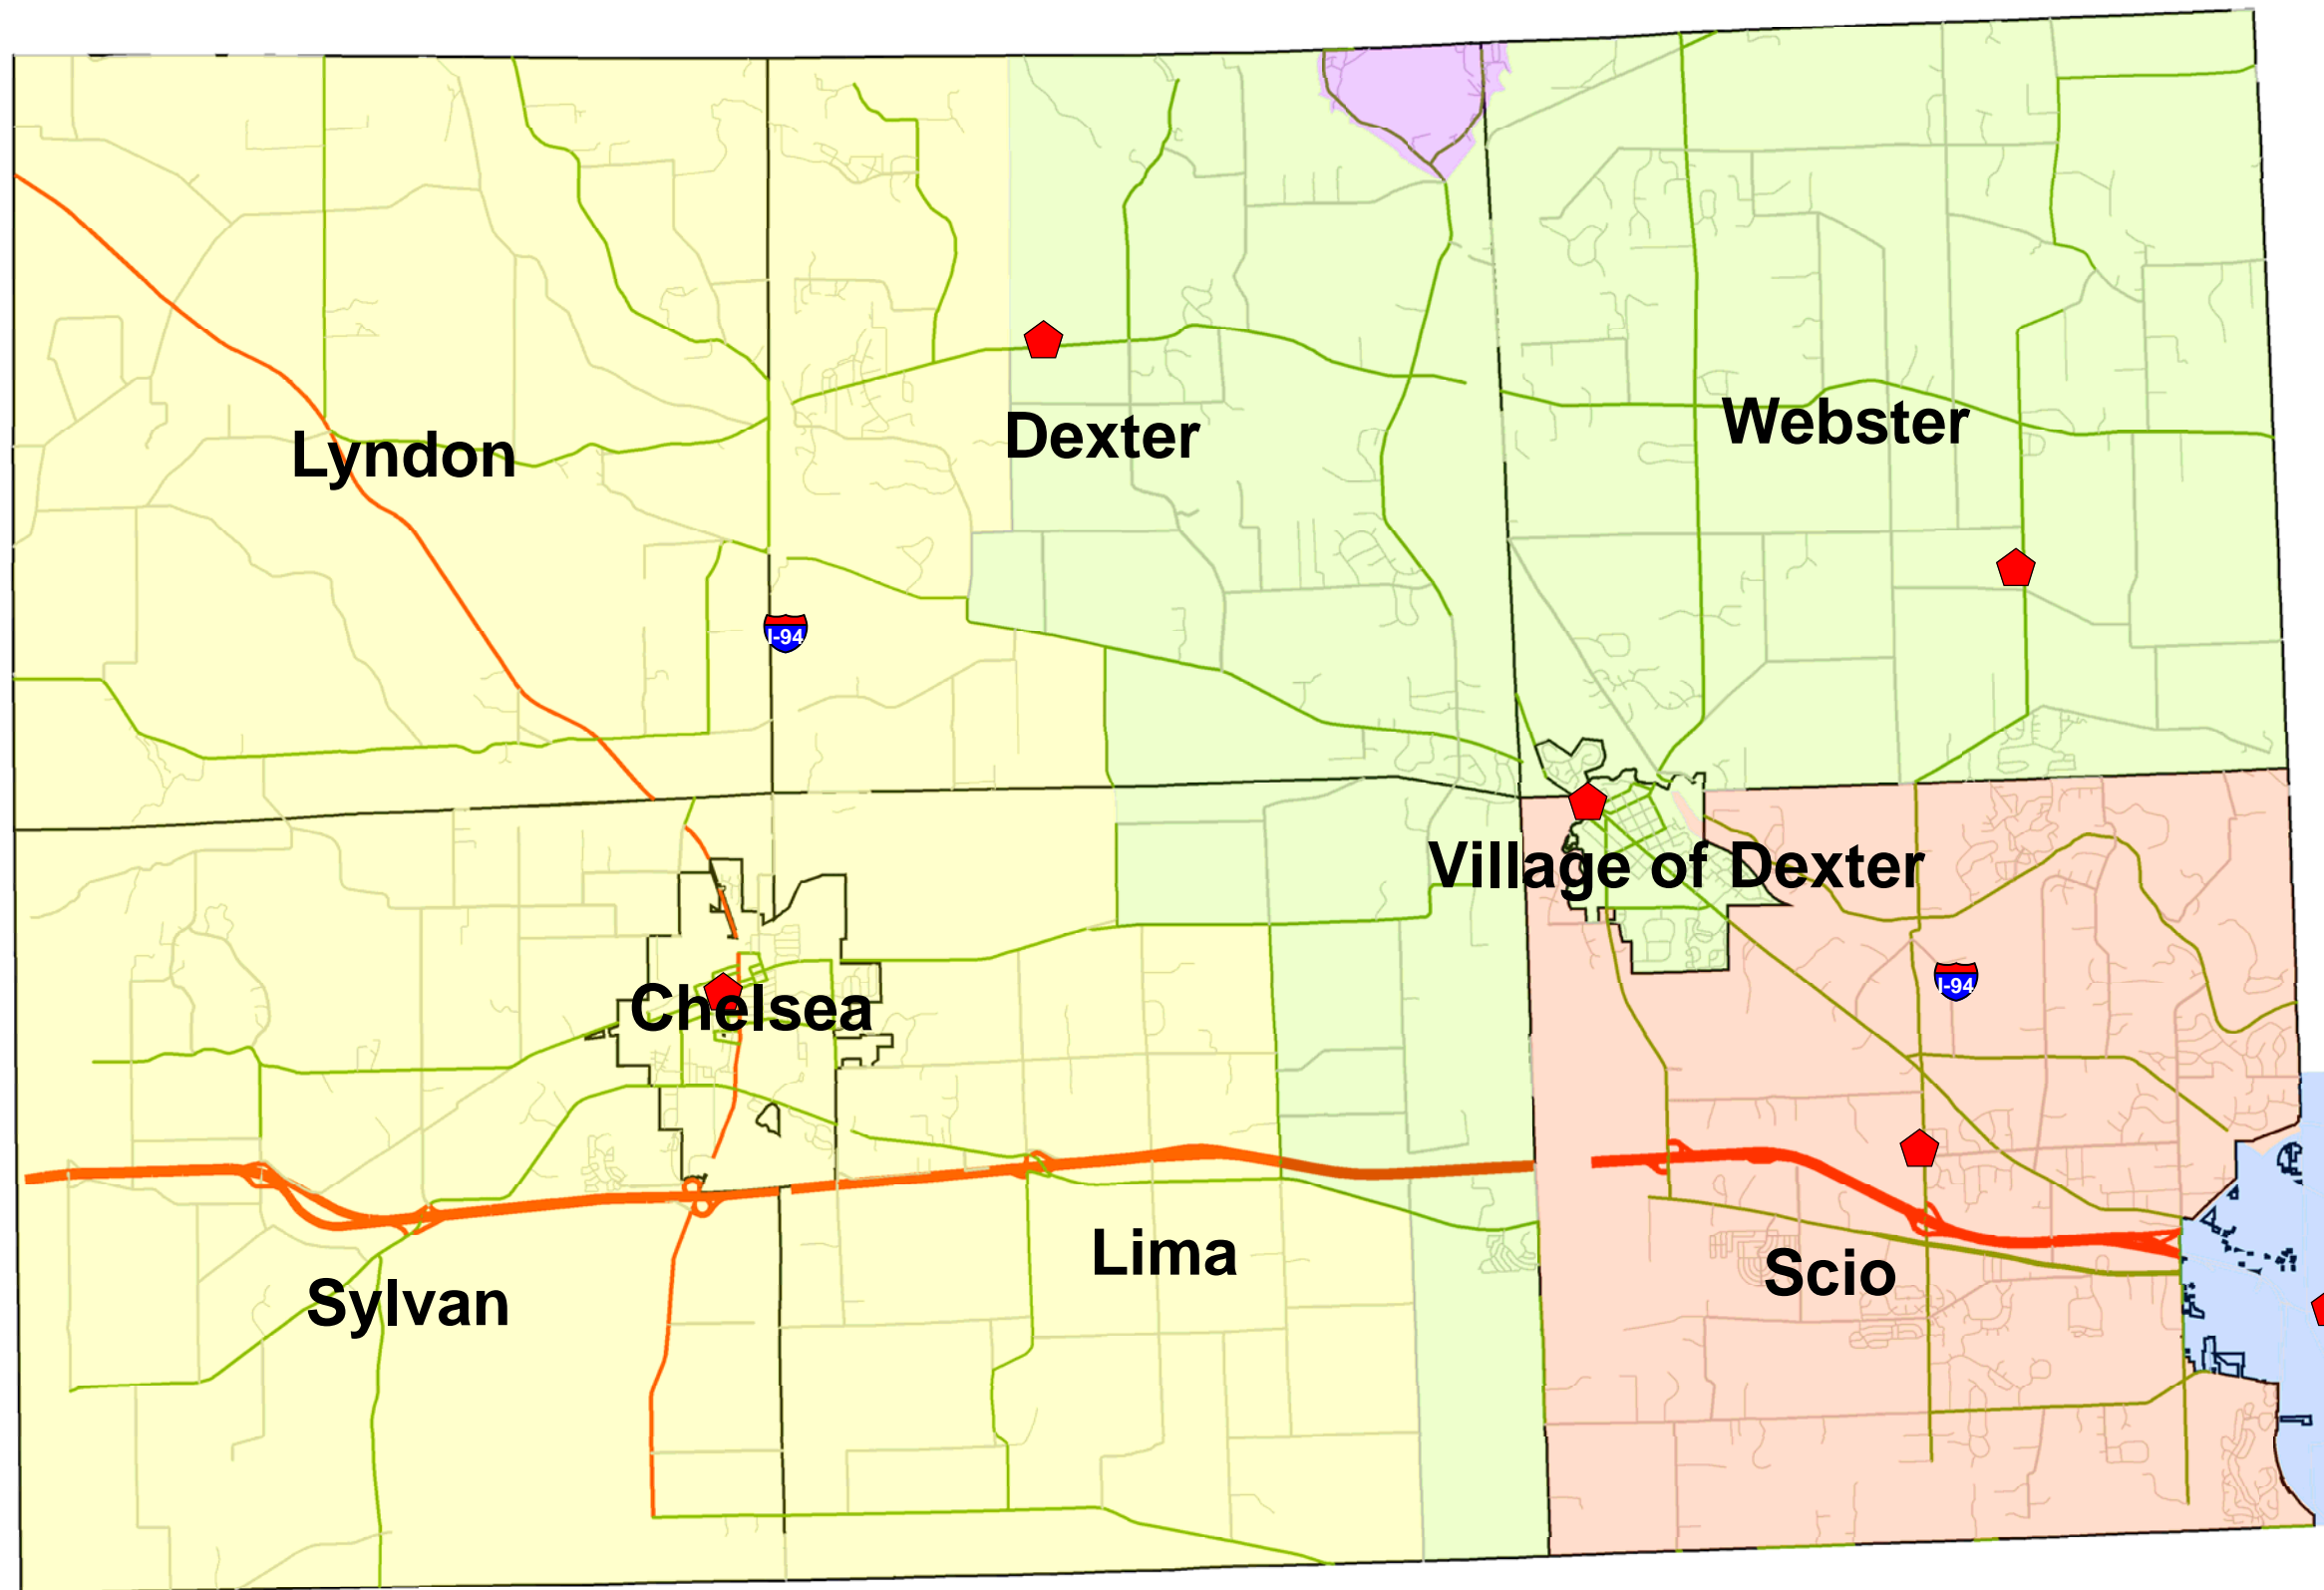 Webster
Dexter
Lyndon
I-94
Village of Dexter
I-94
Chelsea
Lima
Scio
Sylvan